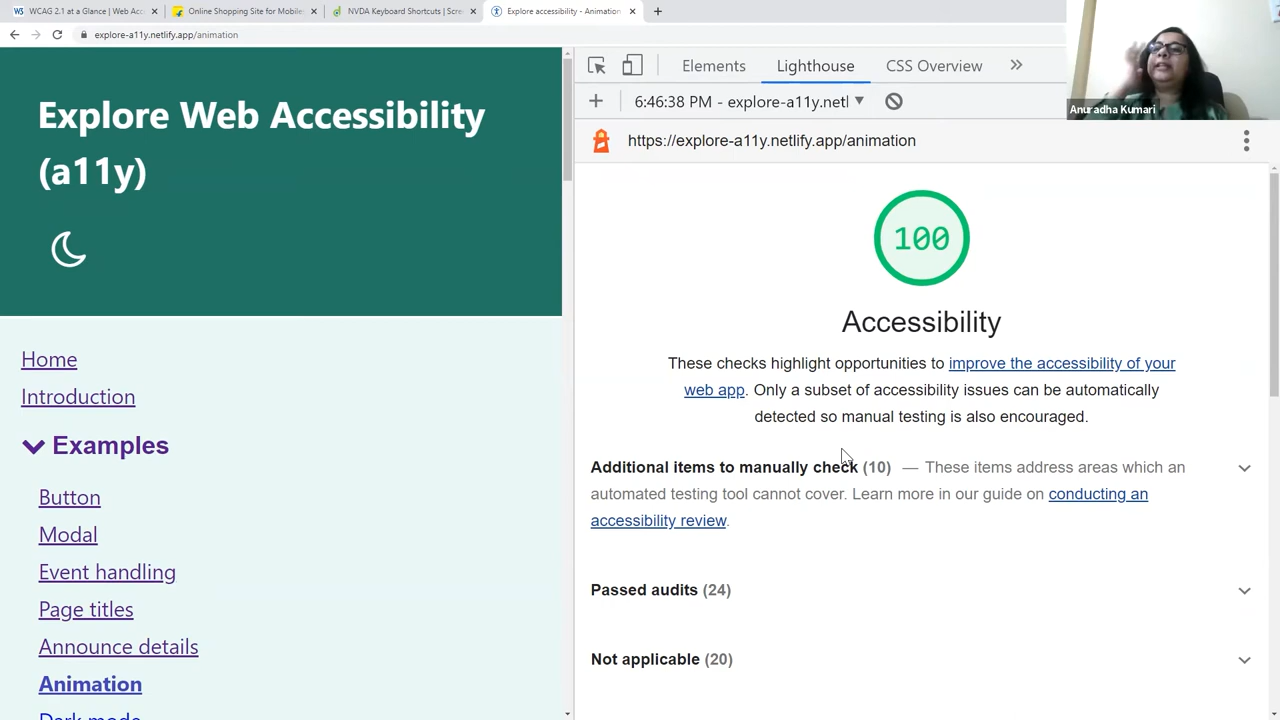 WCAG 2.1 at a Glance | Web Acc
Online Shopping Site for Mobile
NVDA Keyboard Shortcuts | Scre
Explore accessibility - Animation
explore-a11y.netlify.app/animation
Explore Web Accessibility
(a11y)
Home
Introduction
Examples
Button
Modal
Event handling
Page titles
Announce details
Animation
Dark mode
Elements
Lighthouse
CSS Overview
6:46:38 PM - explore-a11y.netl
https://explore-a11y.netlify.app/animation
100
Accessibility
These checks highlight opportunities to improve the accessibility of your
web app. Only a subset of accessibility issues can be automatically
detected so manual testing is also encouraged.
Additional items to manually check (10) — These items address areas which an
automated testing tool cannot cover. Learn more in our guide on conducting an
accessibility review.
Passed audits (24)
Not applicable (20)
Anuradha Kumari